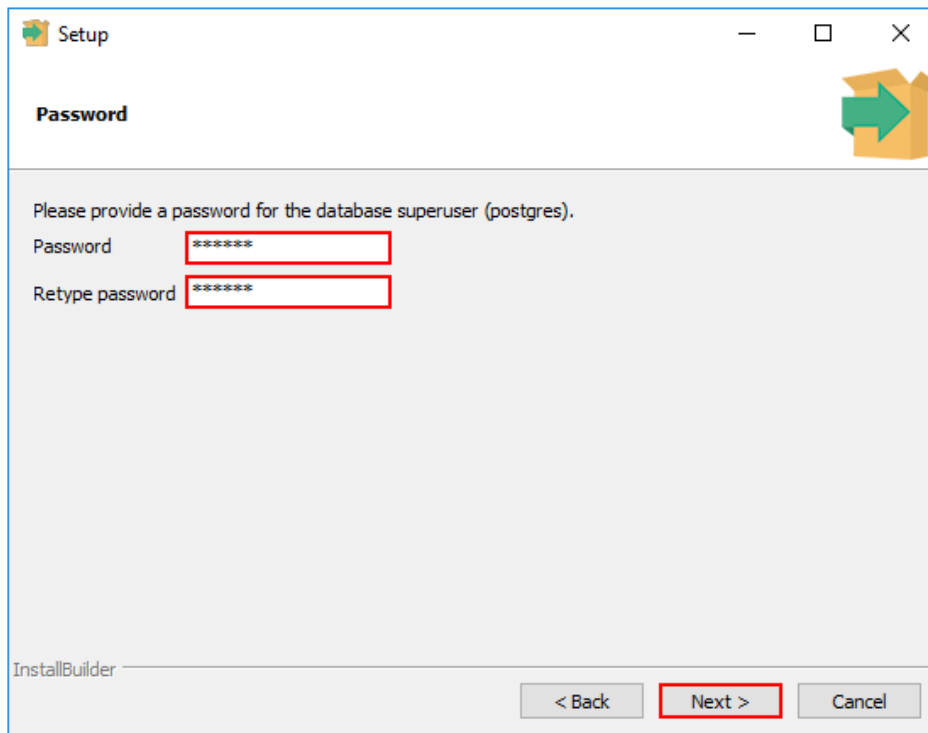 Setup
Password
Please provide a password for the database superuser (postgres).
Password ******
Retype password ******
InstallBuilder
< Back Next > Cancel